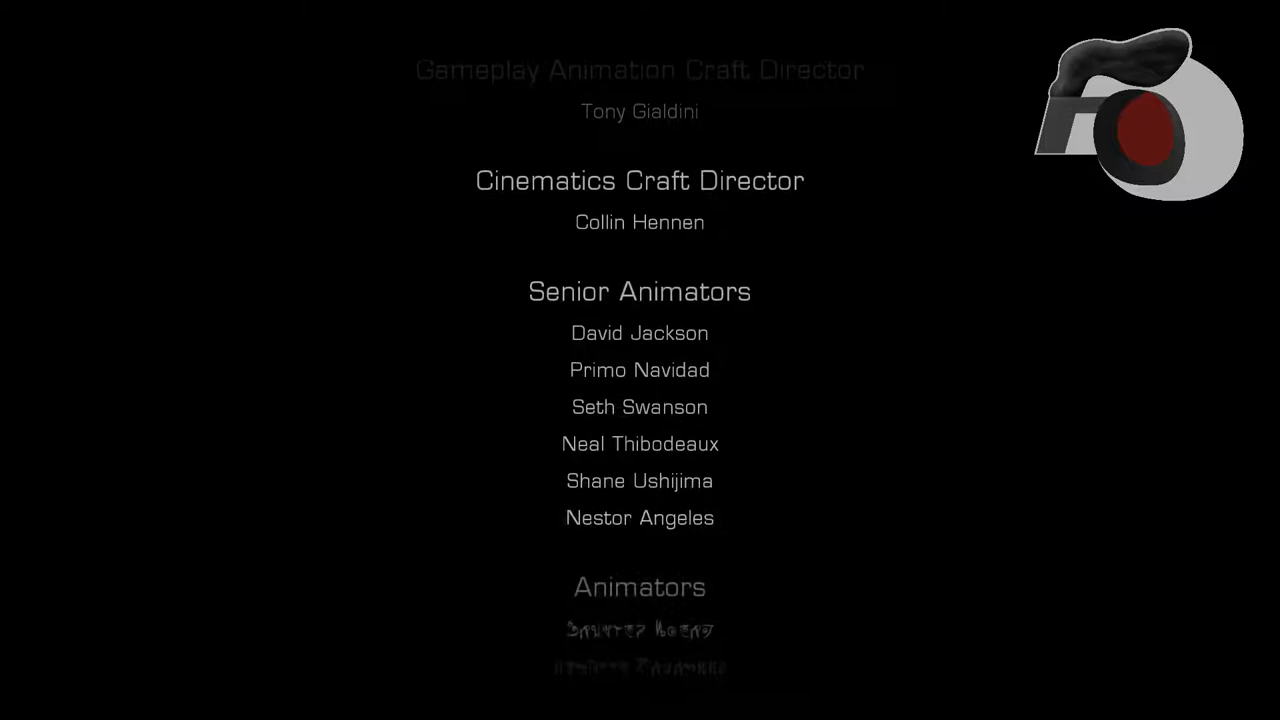 Gameplay Animation Craft Director
Tony Gialdini
Cinematics Craft Director
Collin Hennen
Senior Animators
David Jackson
Primo Navidad
Seth Swanson
Neal Thibodeaux
Shane Ushijima
Nestor Angeles
Animators